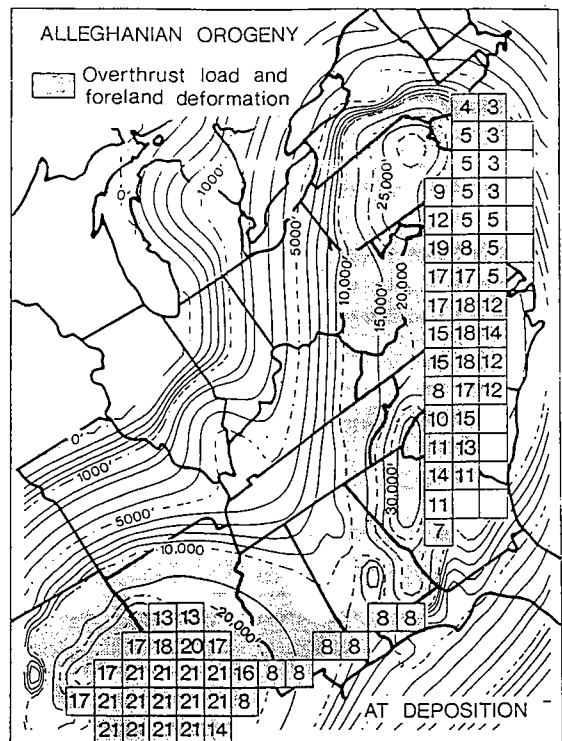 ALLEGHANIAN OROGENY
Overthrust load and
foreland deformation
4 3
5 3
5 3
9 5 3
12 5 5
19 8 5
17 17 5
17 18 12
15 18 14
15 18 12
8 17 12
10 15
11 13
14 11
11
7
0'
1000'
5000'
10,000'
15,000'
20,000'
25,000'
30,000'
0'
1000'
5000'
10,000'
20,000'
8 8
13 13
17 18 20 17 8 8
17 21 21 21 21 16 8 8
17 21 21 21 21 21 8
21 21 21 21 14
AT DEPOSITION